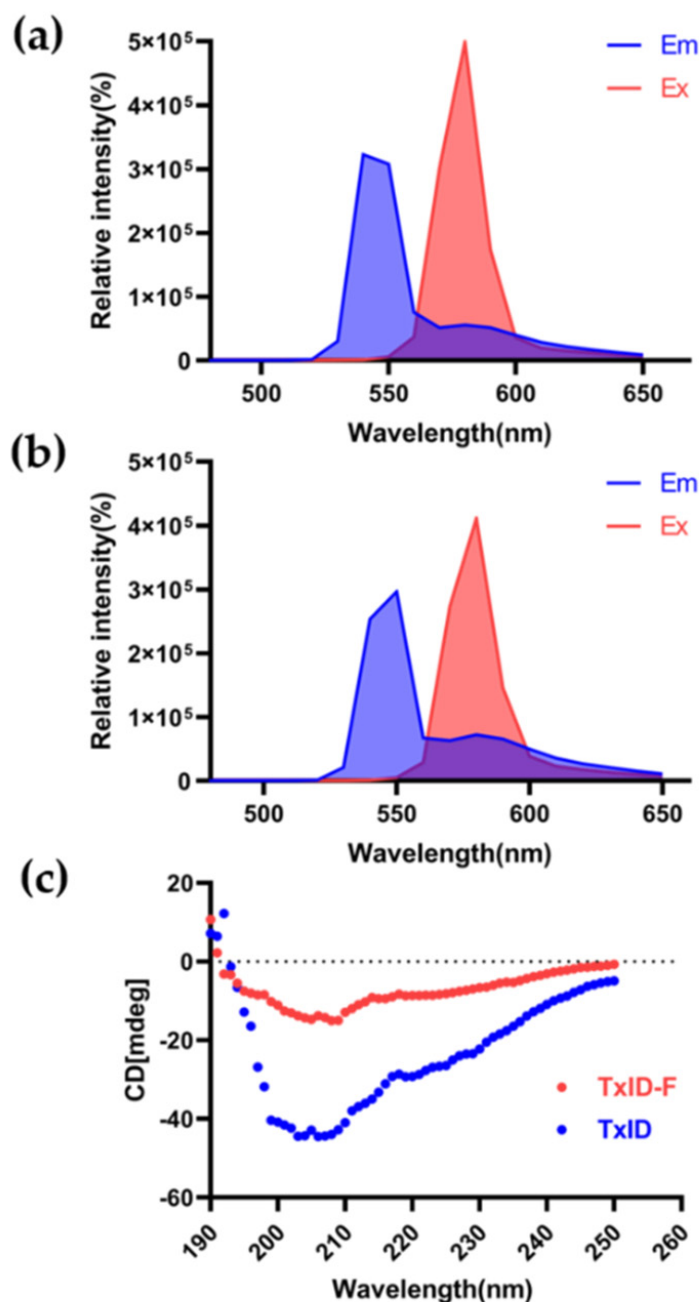 (a)
Relative intensity(%)
5×10⁵
4×10⁵
3×10⁵
2×10⁵
1×10⁵
0
Em
Ex
500 550 600 650
Wavelength(nm)
(b)
Relative intensity(%)
5×10⁵
4×10⁵
3×10⁵
2×10⁵
1×10⁵
0
Em
Ex
500 550 600 650
Wavelength(nm)
(c)
CD[mdeg]
20
0
-20
-40
-60
TxID-F
TxID
190 200 210 220 230 240 250 260
Wavelength(nm)